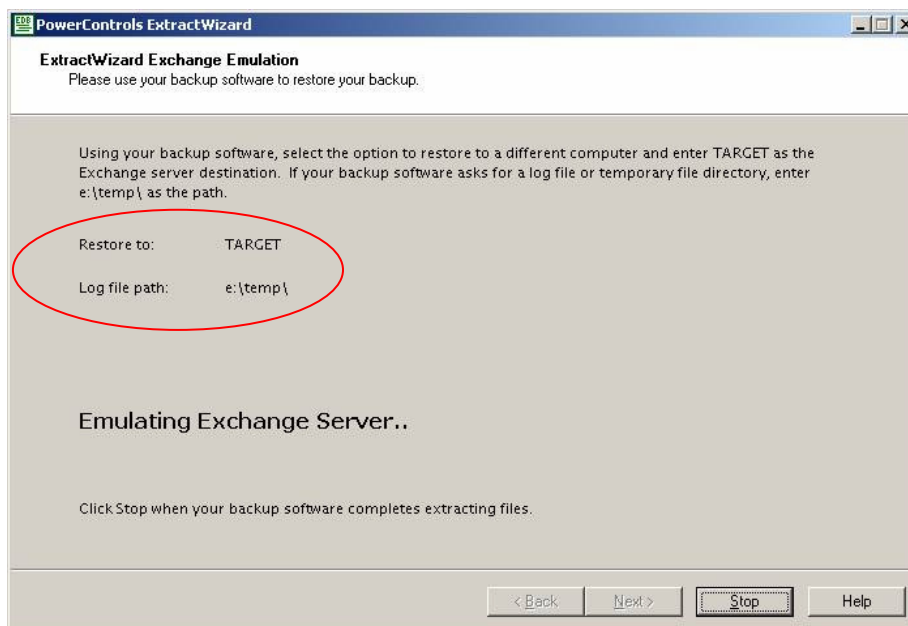 EDB PowerControls ExtractWizard
ExtractWizard Exchange Emulation
Please use your backup software to restore your backup.
Using your backup software, select the option to restore to a different computer and enter TARGET as the
Exchange server destination. If your backup software asks for a log file or temporary file directory, enter
e:\temp\ as the path.
Restore to: TARGET
Log file path: e:\temp\
Emulating Exchange Server..
Click Stop when your backup software completes extracting files.
< Back Next > Stop Help